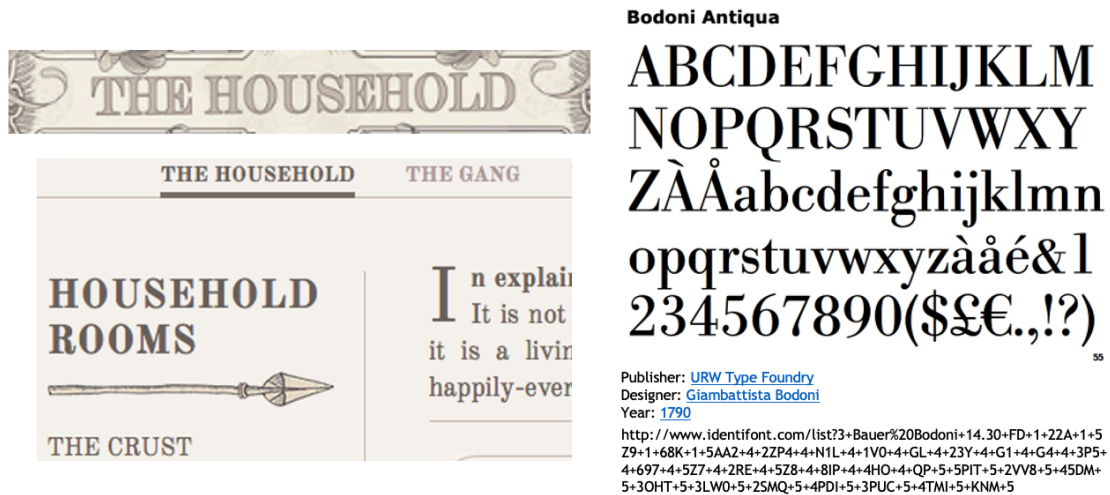 THE HOUSEHOLD
THE HOUSEHOLD THE GANG
HOUSEHOLD
ROOMS
THE CRUST
In explain
It is not
it is a livin
happily-ever
Bodoni Antiqua
ABCDEFGHIJKLM
NOPQRSTUVWXY
ZÀÅabcdefghijklmn
opqrstuvwxyzàåé&1
234567890($£€.,!?)
55
Publisher: URW Type Foundry
Designer: Giambattista Bodoni
Year: 1790
http://www.identifont.com/list?3+Bauer%20Bodoni+14.30+FD+1+22A+1+5
Z9+1+68K+1+5AA2+4+2ZP4+4+N1L+4+1V0+4+GL+4+23Y+4+G1+4+G4+4+3P5+
4+697+4+5Z7+4+2RE+4+5Z8+4+8IP+4+4HO+4+QP+5+5PIT+5+2VV8+5+45DM+
5+3OHT+5+3LW0+5+2SMQ+5+4PDI+5+3PUC+5+4TMI+5+KNM+5